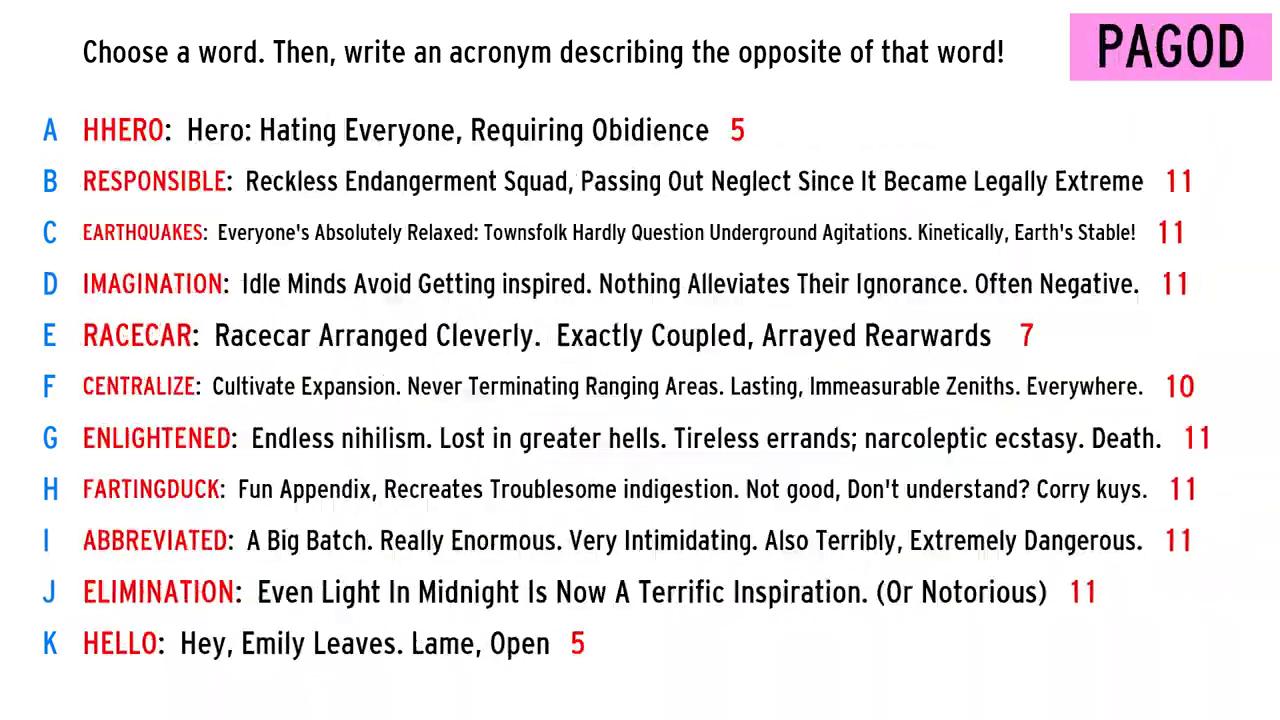 Choose a word. Then, write an acronym describing the opposite of that word!
PAGOD
A HHERO: Hero: Hating Everyone, Requiring Obidience 5
B RESPONSIBLE: Reckless Endangerment Squad, Passing Out Neglect Since It Became Legally Extreme 11
C EARTHQUAKES: Everyone's Absolutely Relaxed: Townsfolk Hardly Question Underground Agitations. Kinetically, Earth's Stable! 11
D IMAGINATION: Idle Minds Avoid Getting inspired. Nothing Alleviates Their Ignorance. Often Negative. 11
E RACECAR: Racecar Arranged Cleverly. Exactly Coupled, Arrayed Rearwards 7
F CENTRALIZE: Cultivate Expansion. Never Terminating Ranging Areas. Lasting, Immeasurable Zeniths. Everywhere. 10
G ENLIGHTENED: Endless nihilism. Lost in greater hells. Tireless errands; narcoleptic ecstasy. Death. 11
H FARTINGDUCK: Fun Appendix, Recreates Troublesome indigestion. Not good, Don't understand? Corry kuys. 11
I ABBREVIATED: A Big Batch. Really Enormous. Very Intimidating. Also Terribly, Extremely Dangerous. 11
J ELIMINATION: Even Light In Midnight Is Now A Terrific Inspiration. (Or Notorious) 11
K HELLO: Hey, Emily Leaves. Lame, Open 5